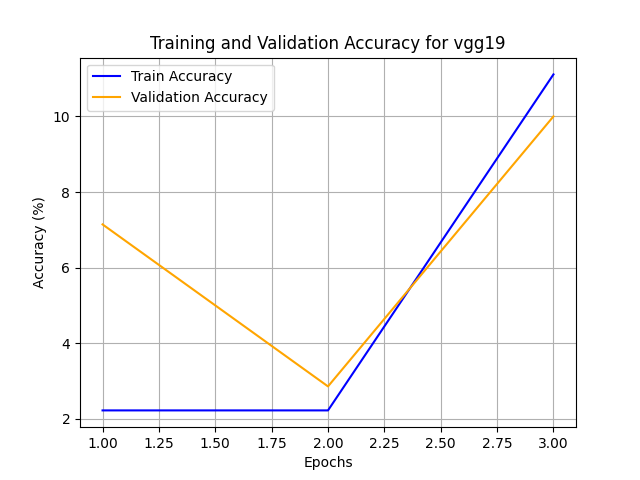 Training and Validation Accuracy for vgg19
Train Accuracy
Validation Accuracy
Accuracy (%)
10
8
6
4
2
1.00 1.25 1.50 1.75 2.00 2.25 2.50 2.75 3.00
Epochs